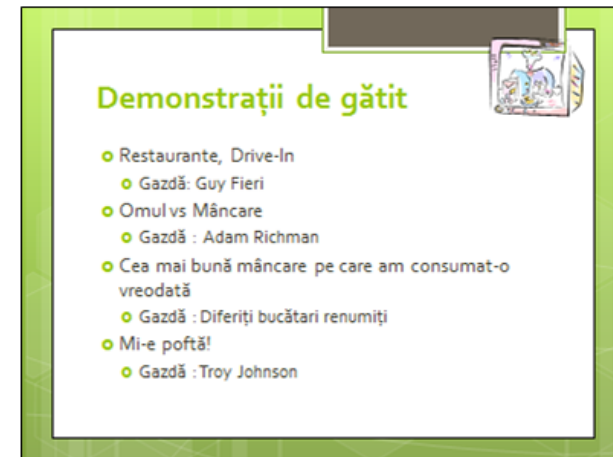 Demonstrații de gătit
Restaurante, Drive-In
Gazdă: Guy Fieri
Omul vs Mâncare
Gazdă : Adam Richman
Cea mai bună mâncare pe care am consumat-o
vreodată
Gazdă : Diferiți bucătari renumiți
Mi-e poftă!
Gazdă : Troy Johnson